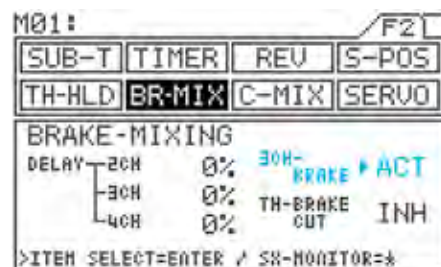 M01: F2
SUB-T TIMER REV S-POS
TH-HLD BR-MIX C-MIX SERVO
BRAKE-MIXING
DELAY 2CH 0% 3CH-BRAKE ▸ ACT
3CH 0% TH-BRAKE CUT INH
4CH 0%
>ITEM SELECT=ENTER / SX-MONITOR=*